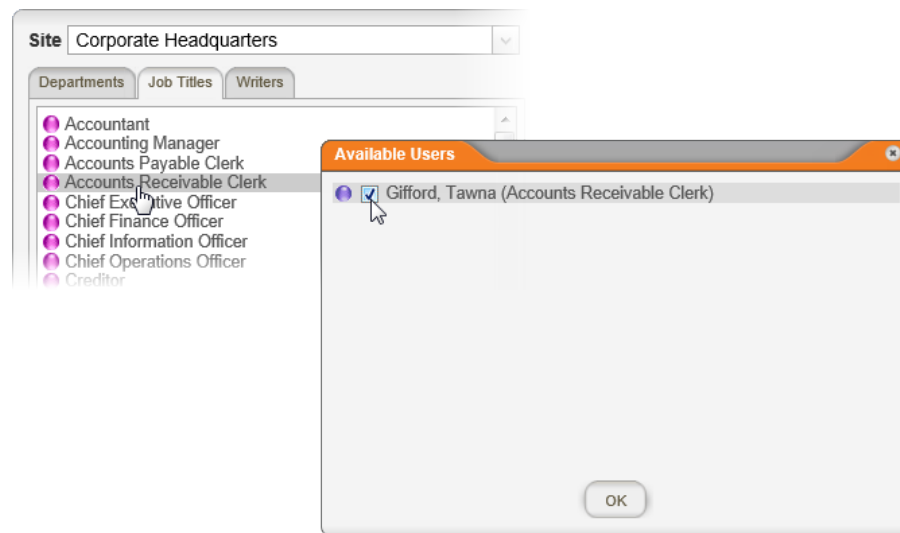 Site Corporate Headquarters
Departments Job Titles Writers
Accountant
Accounting Manager
Accounts Payable Clerk
Accounts Receivable Clerk
Chief Executive Officer
Chief Finance Officer
Chief Information Officer
Chief Operations Officer
Creditor
Available Users
Gifford, Tawna (Accounts Receivable Clerk)
OK